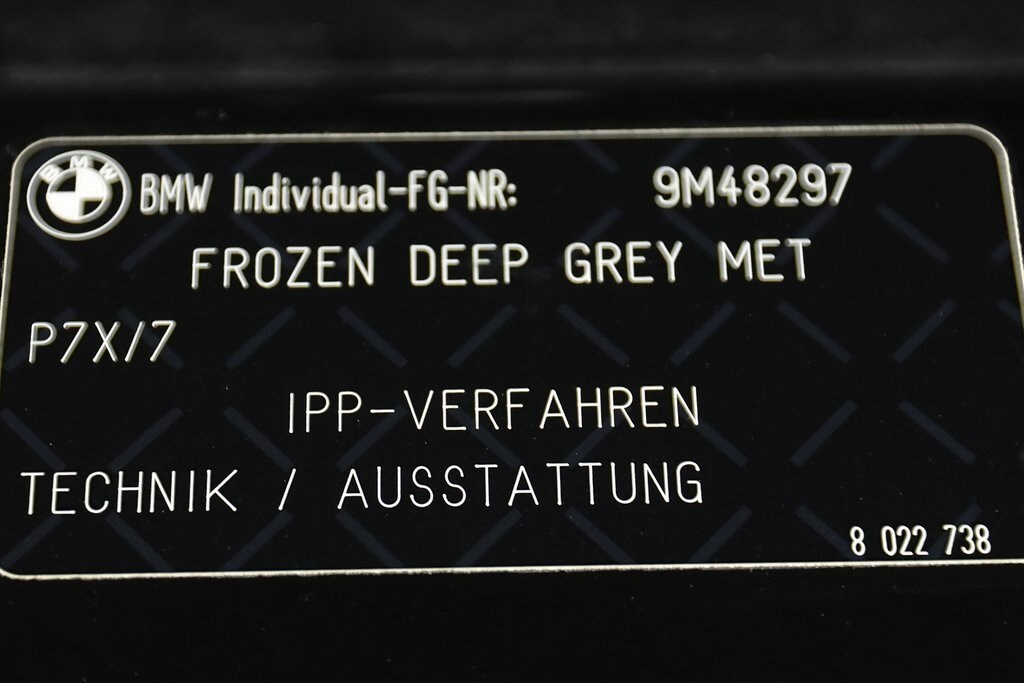 BMW
BMW Individual-FG-NR: 9M48297
FROZEN DEEP GREY MET
P7X/7
IPP-VERFAHREN
TECHNIK / AUSSTATTUNG
8 022 738